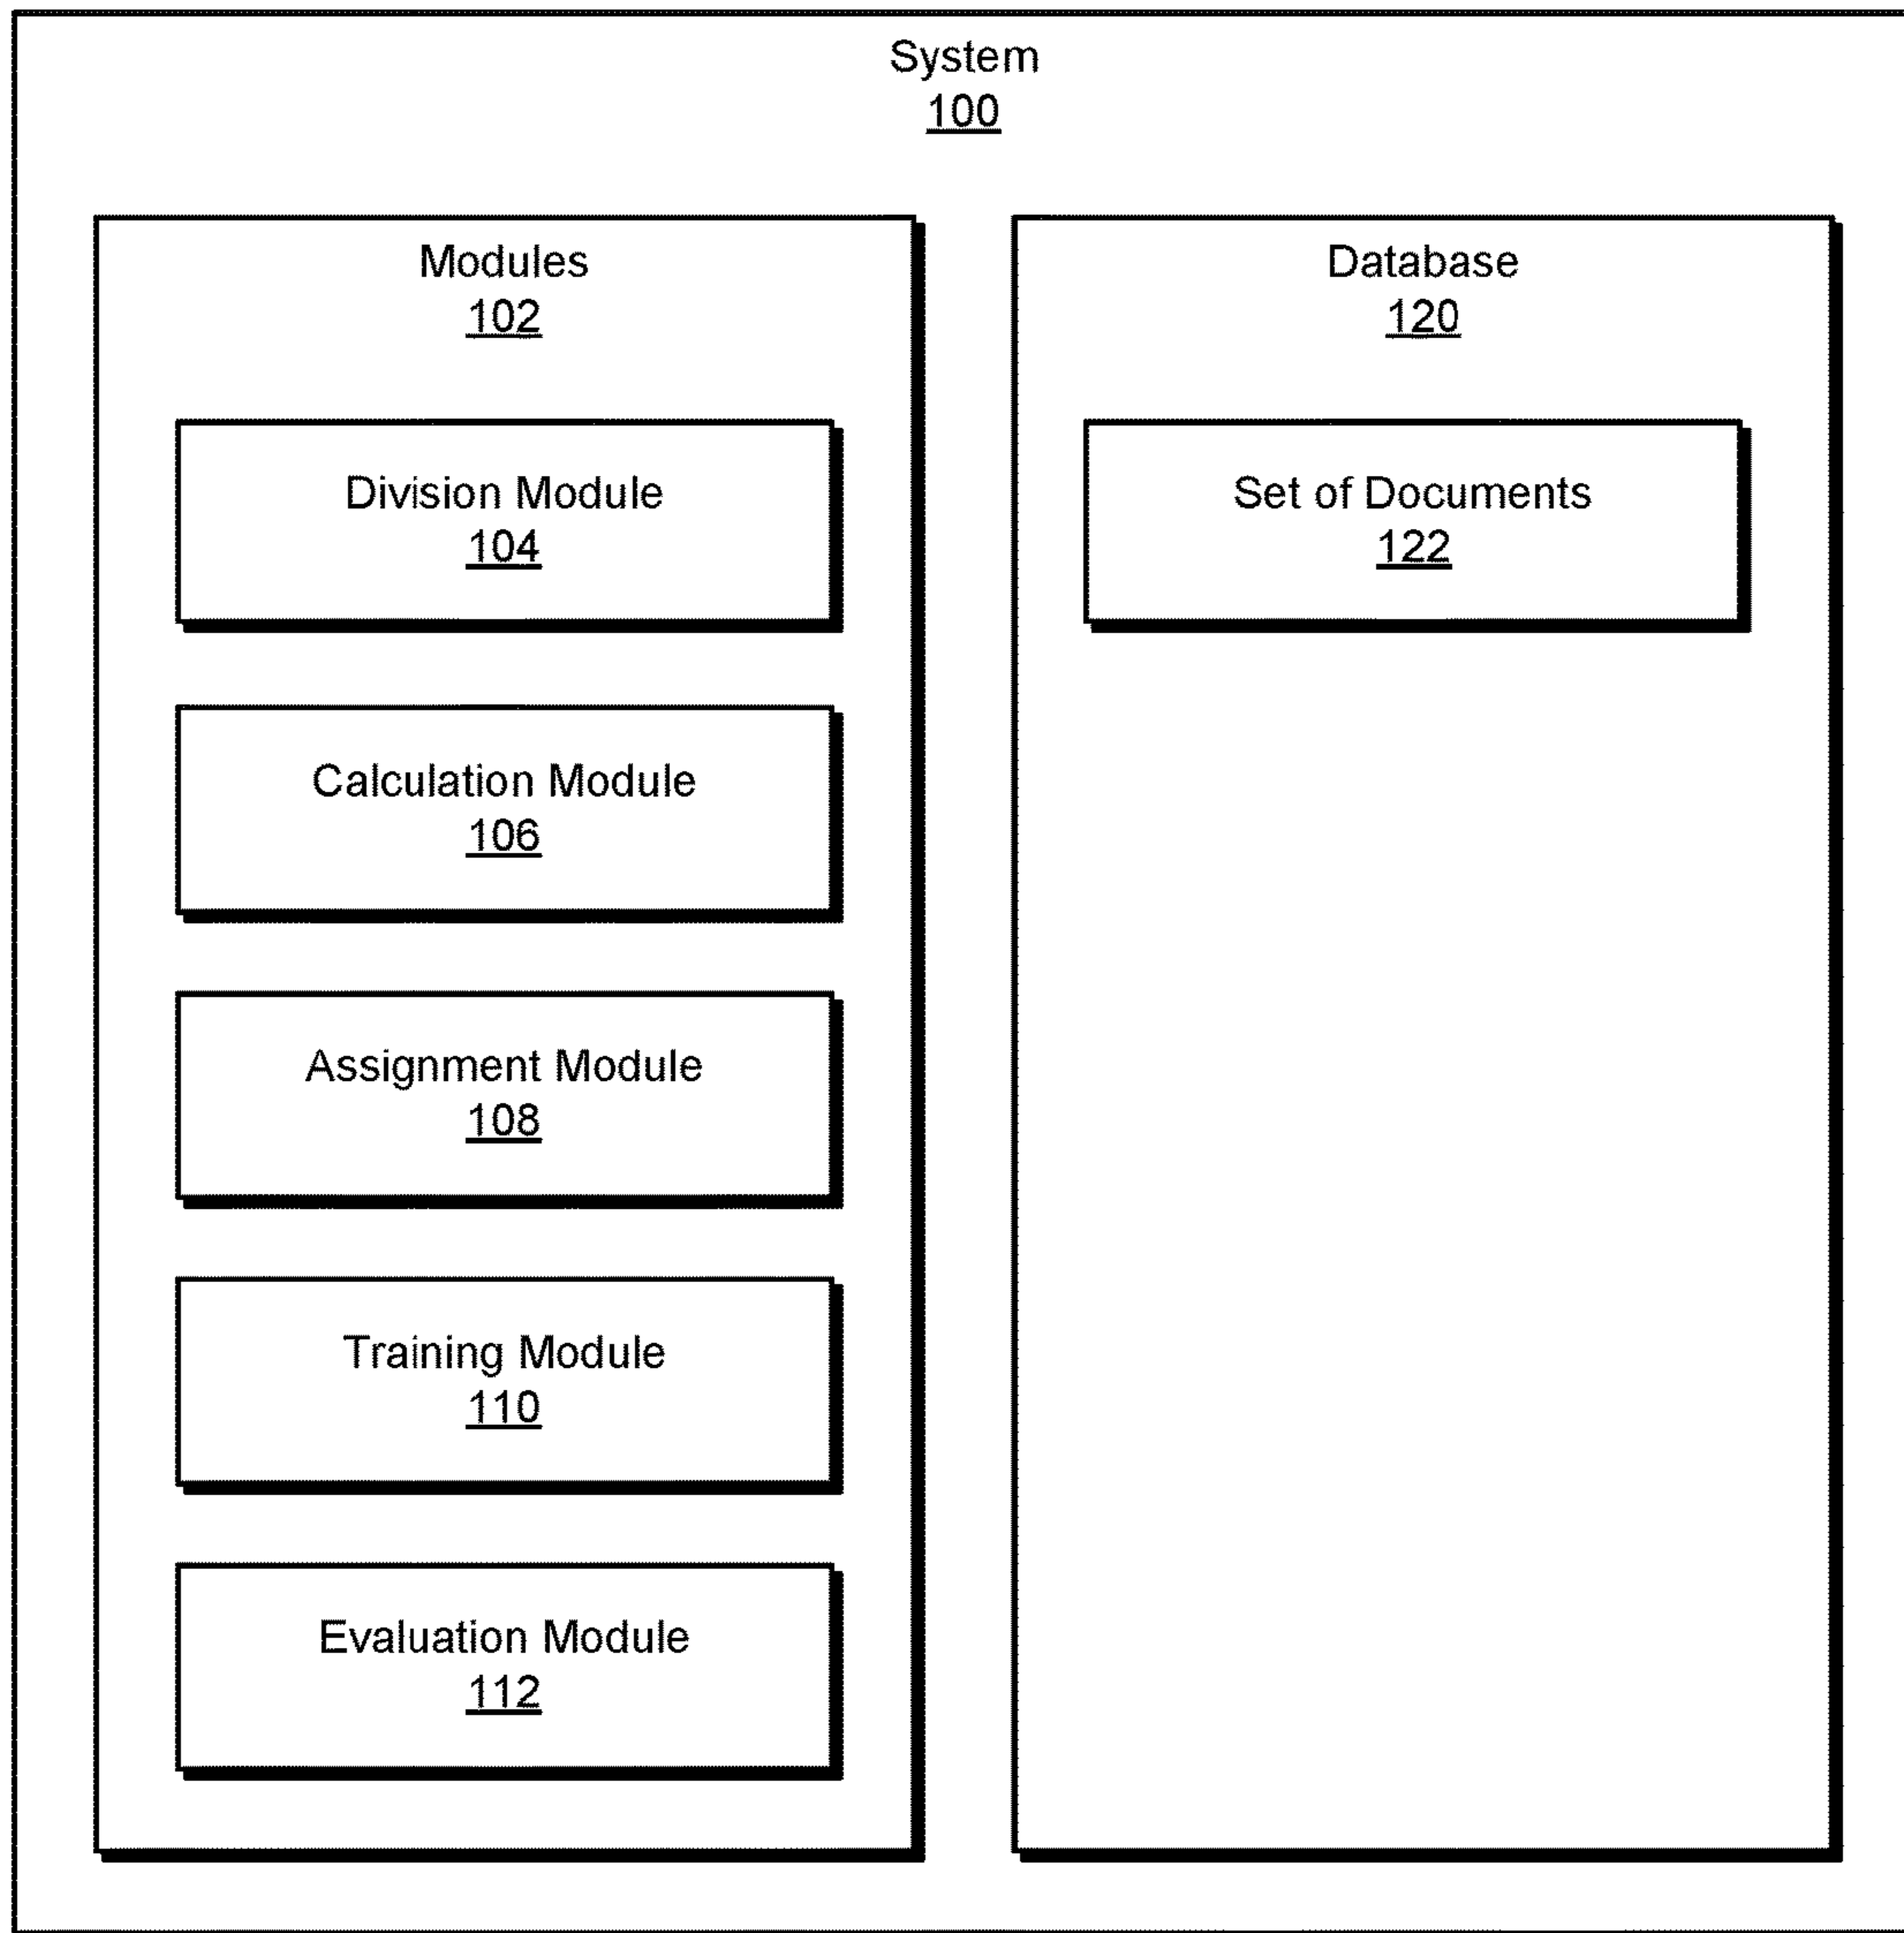 System
100
Modules
102
Division Module
104
Calculation Module
106
Assignment Module
108
Training Module
110
Evaluation Module
112
Database
120
Set of Documents
122